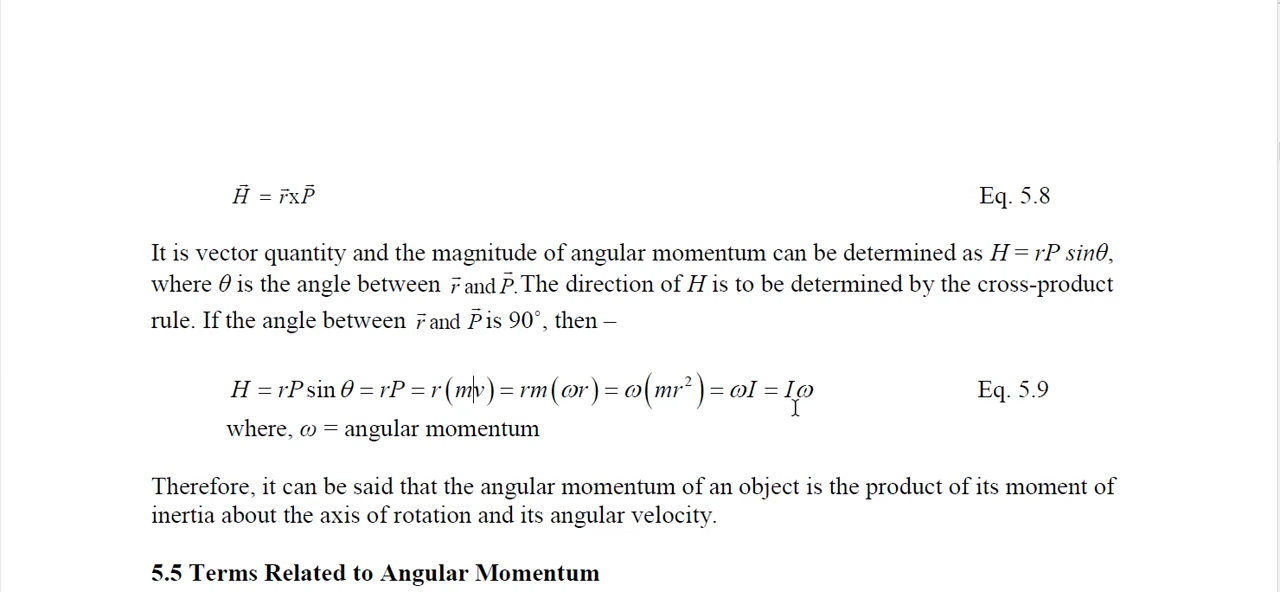 H⃗ = r⃗xP⃗ Eq. 5.8
It is vector quantity and the magnitude of angular momentum can be determined as H = rP sinθ,
where θ is the angle between r⃗ and P⃗. The direction of H is to be determined by the cross-product
rule. If the angle between r⃗ and P⃗ is 90°, then –
H = rP sin θ = rP = r(mv) = rm(ωr) = ω(mr²) = ωI = Iω Eq. 5.9
where, ω = angular momentum
Therefore, it can be said that the angular momentum of an object is the product of its moment of
inertia about the axis of rotation and its angular velocity.
5.5 Terms Related to Angular Momentum